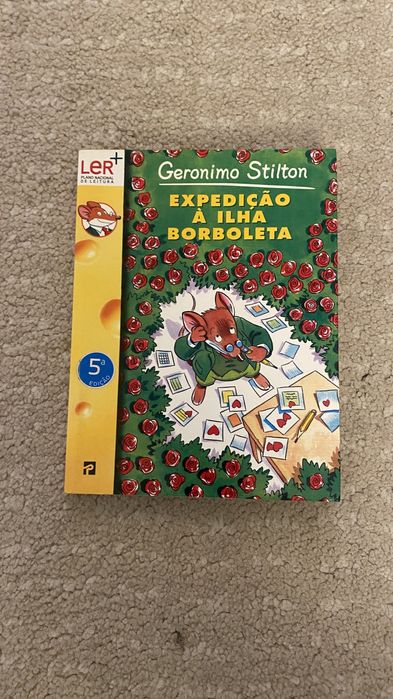 LeR+
PLANO NACIONAL
DE LEITURA
Geronimo Stilton
EXPEDIÇÃO
À ILHA
BORBOLETA
5ª
EDIÇÃO